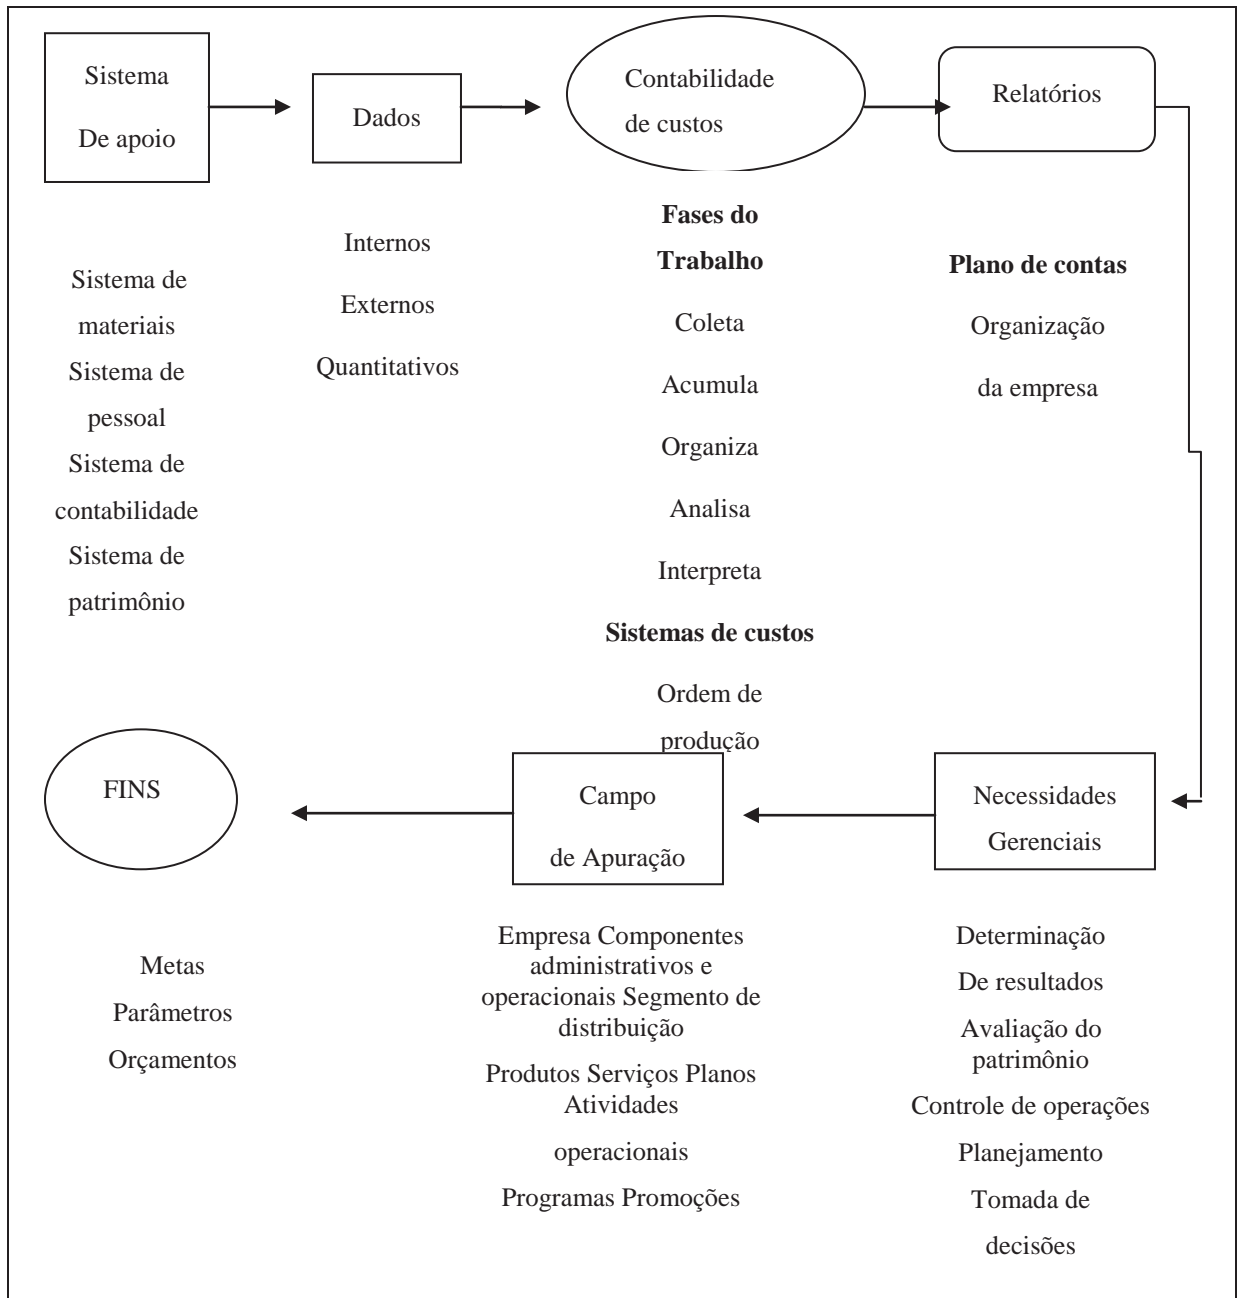 Sistema
De apoio
Dados
Contabilidade
de custos
Relatórios
Sistema de
materiais
Sistema de
pessoal
Sistema de
contabilidade
Sistema de
patrimônio
Internos
Externos
Quantitativos
Fases do
Trabalho
Coleta
Acumula
Organiza
Analisa
Interpreta
Sistemas de custos
Ordem de
produção
Plano de contas
Organização
da empresa
Necessidades
Gerenciais
Determinação
De resultados
Avaliação do
patrimônio
Controle de operações
Planejamento
Tomada de
decisões
Campo
de Apuração
Empresa Componentes
administrativos e
operacionais Segmento de
distribuição
Produtos Serviços Planos
Atividades
operacionais
Programas Promoções
FINS
Metas
Parâmetros
Orçamentos